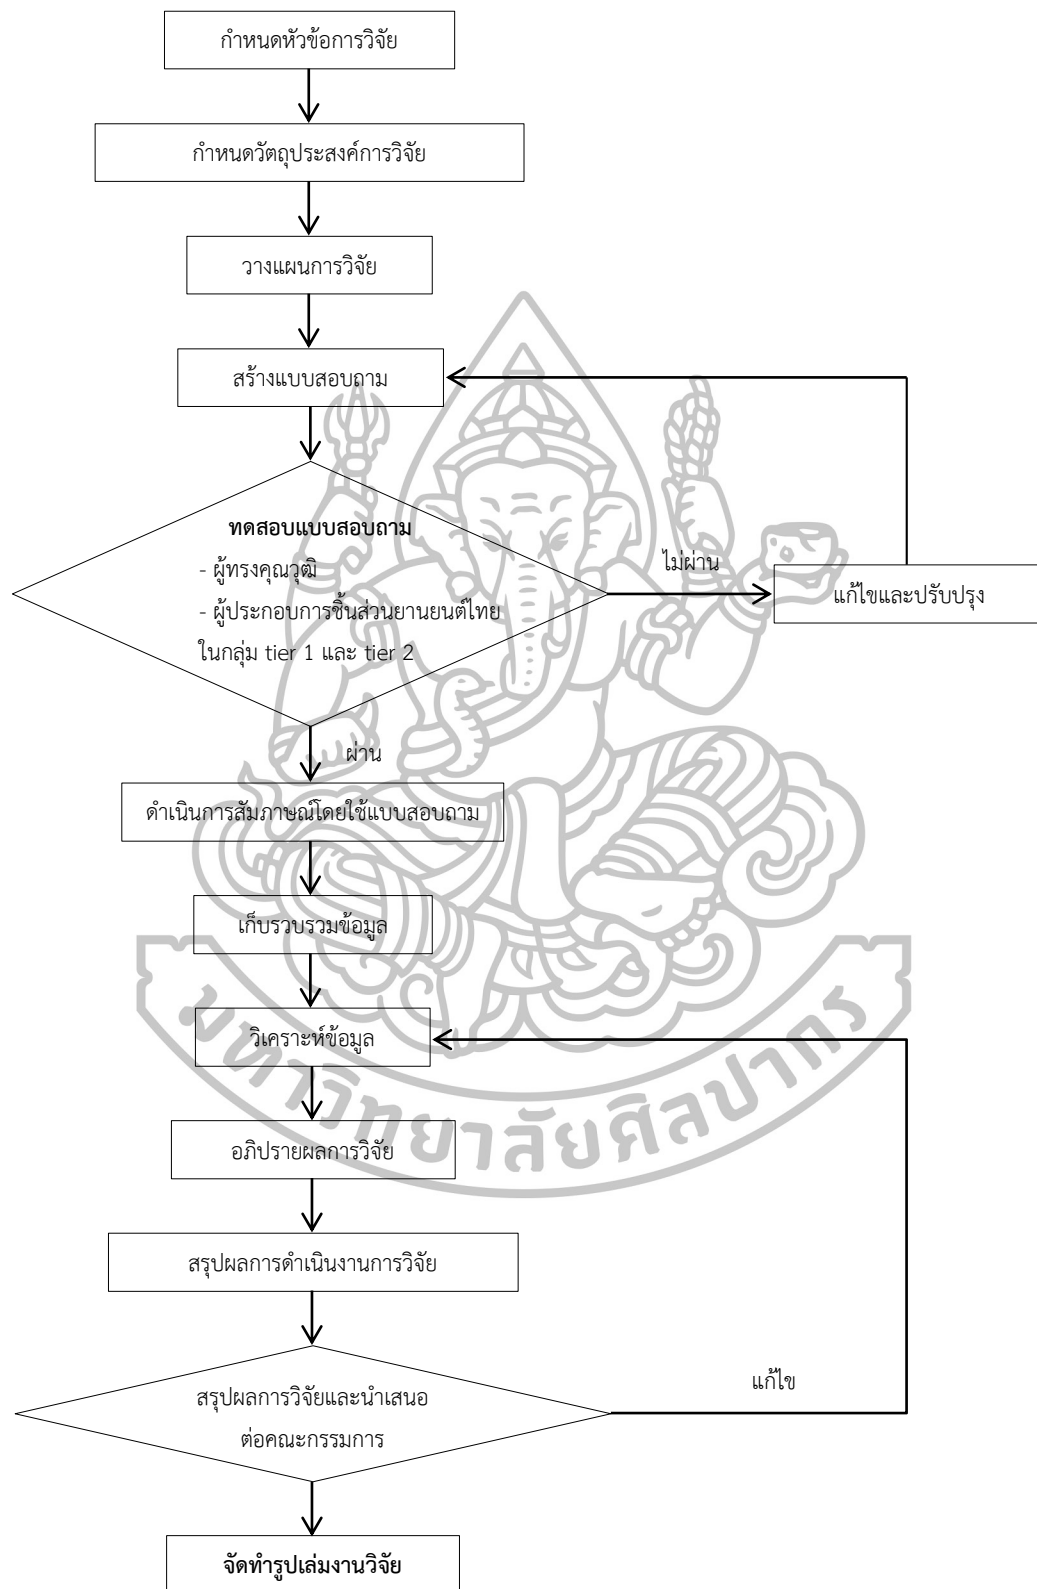 กำหนดหัวข้อการวิจัย
กำหนดวัตถุประสงค์การวิจัย
วางแผนการวิจัย
สร้างแบบสอบถาม
ทดสอบแบบสอบถาม
- ผู้ทรงคุณวุฒิ
- ผู้ประกอบการชิ้นส่วนยานยนต์ไทย
ในกลุ่ม tier 1 และ tier 2
ไม่ผ่าน
แก้ไขและปรับปรุง
ผ่าน
ดำเนินการสัมภาษณ์โดยใช้แบบสอบถาม
เก็บรวบรวมข้อมูล
วิเคราะห์ข้อมูล
มหาวิทยาลัยศิลปากร
อภิปรายผลการวิจัย
สรุปผลการดำเนินงานการวิจัย
แก้ไข
สรุปผลการวิจัยและนำเสนอ
ต่อคณะกรรมการ
จัดทำรูปเล่มงานวิจัย